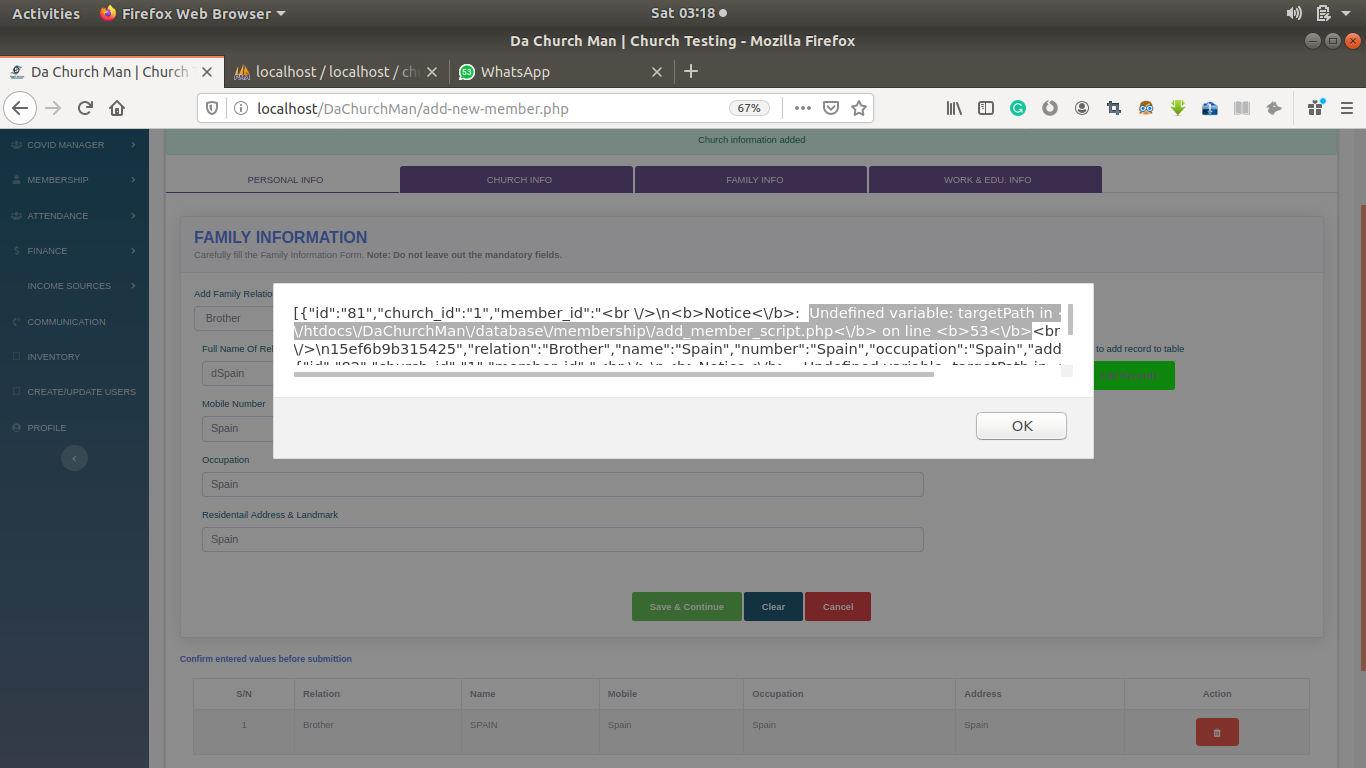 Activities
Firefox Web Browser
Sat 03:18
Da Church Man | Church Testing - Mozilla Firefox
Da Church Man | Church T
localhost / localhost / ch
53
WhatsApp
localhost/DaChurchMan/add-new-member.php
67%
COVID MANAGER
MEMBERSHIP
ATTENDANCE
FINANCE
INCOME SOURCES
COMMUNICATION
INVENTORY
CREATE/UPDATE USERS
PROFILE
Church information added
PERSONAL INFO
CHURCH INFO
FAMILY INFO
WORK & EDU. INFO
FAMILY INFORMATION
Carefully fill the Family Information Form. Note: Do not leave out the mandatory fields.
Add Family Relatio
Brother
Full Name Of Rel
to add record to table
dSpain
Mobile Number
Spain
Occupation
Spain
Residentail Address & Landmark
Spain
[{"id":"81","church_id":"1","member_id":"<br \/>\n<b>Notice<\/b>:  Undefined variable: targetPath in
\/htdocs\/DaChurchMan\/database\/membership\/add_member_script.php<\/b> on line <b>53<\/b><br
\/>\n15ef6b9b315425","relation":"Brother","name":"Spain","number":"Spain","occupation":"Spain","add
OK
Save & Continue
Clear
Cancel
Confirm entered values before submittion
S/N Relation Name Mobile Occupation Address Action
1 Brother SPAIN Spain Spain Spain